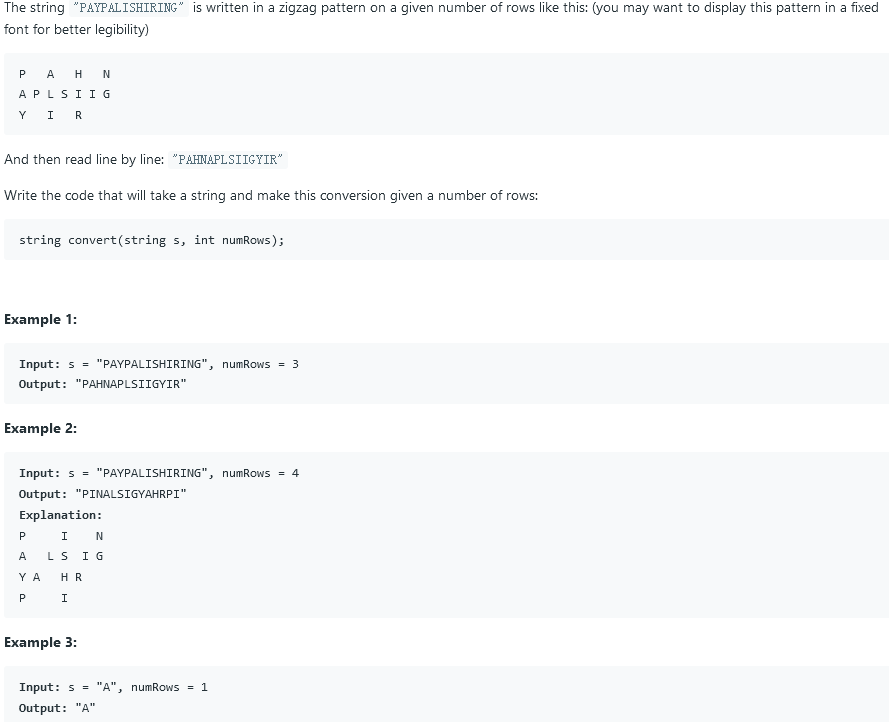 The string "PAYPALISHIRING" is written in a zigzag pattern on a given number of rows like this: (you may want to display this pattern in a fixed
font for better legibility)
P   A   H   N
A P L S I I G
Y   I   R
And then read line by line: "PAHNAPLSIIGYIR"
Write the code that will take a string and make this conversion given a number of rows:
string convert(string s, int numRows);
Example 1:
Input: s = "PAYPALISHIRING", numRows = 3
Output: "PAHNAPLSIIGYIR"
Example 2:
Input: s = "PAYPALISHIRING", numRows = 4
Output: "PINALSIGYAHRPI"
Explanation:
P     I    N
A   L S  I G
Y A   H R
P     I
Example 3:
Input: s = "A", numRows = 1
Output: "A"